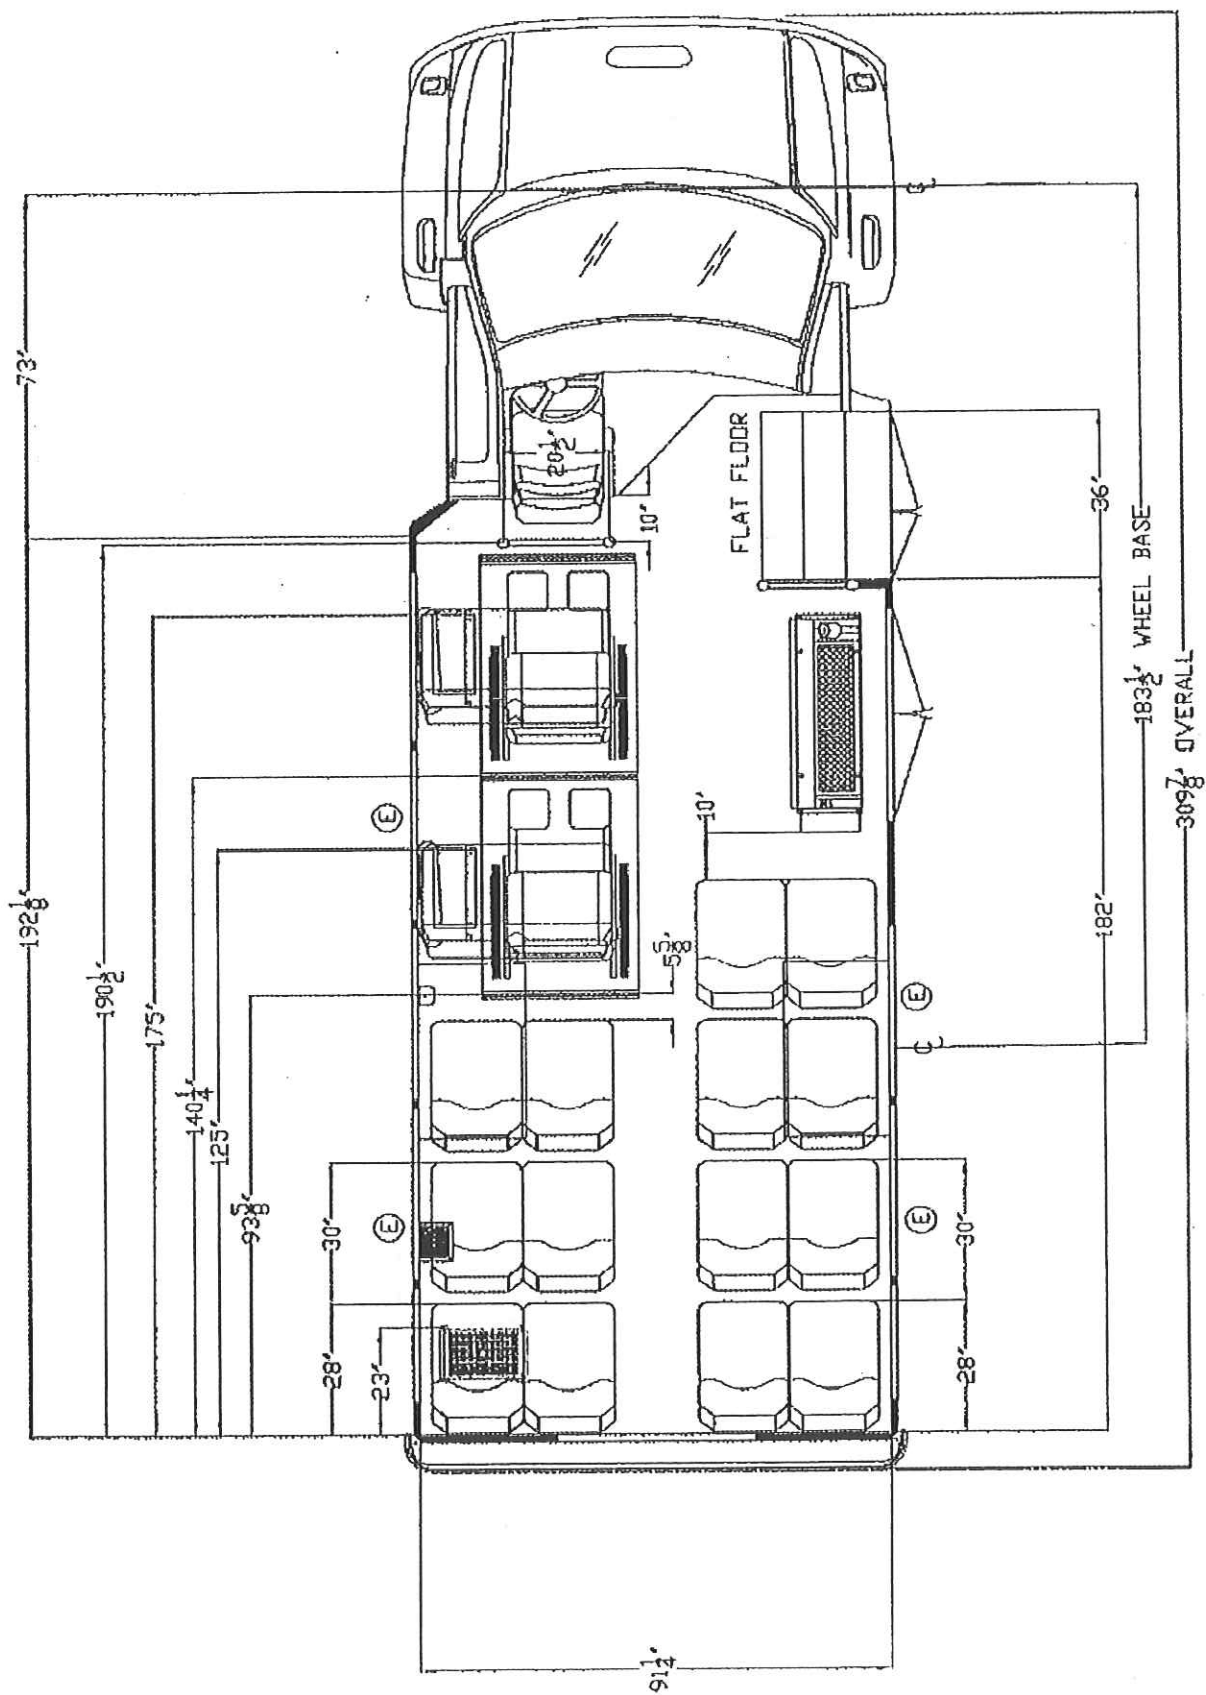 73"
192 1/8"
190 1/2"
175"
140 1/4"
125"
93 5/8"
30"
28"
23"
E
E
20 1/2"
10"
FLAT FLOOR
10"
5 5/8"
E
E
C
C
30"
28"
36"
182"
183 1/2" WHEEL BASE
309 7/8" OVERALL
91 1/4"